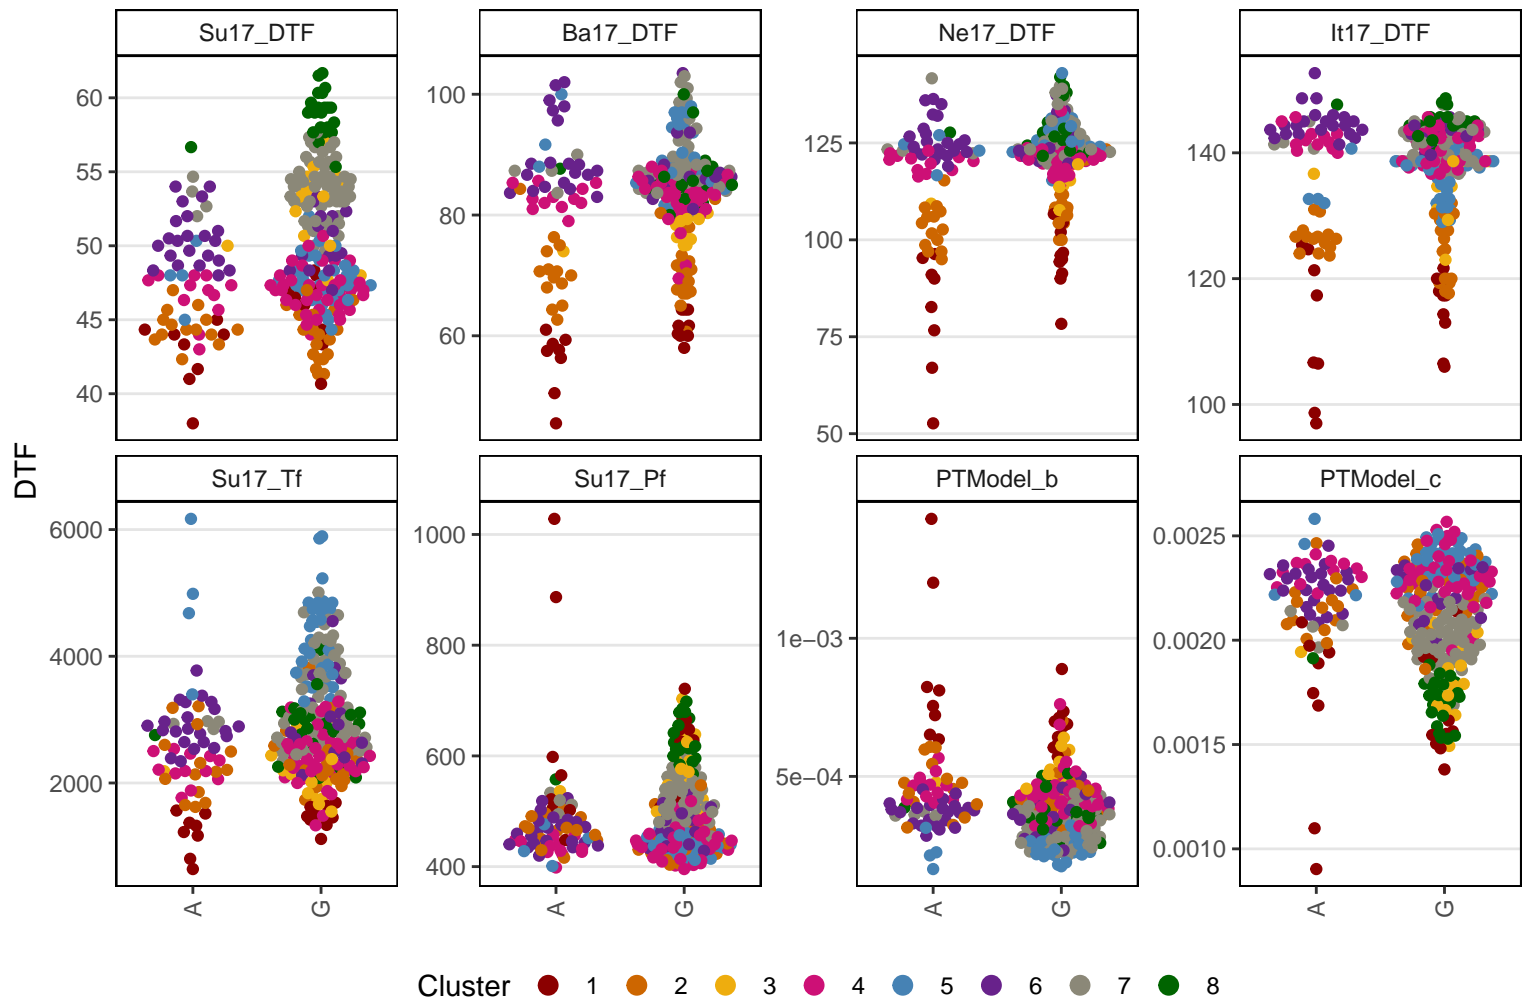 Su17_DTF Ba17_DTF Ne17_DTF It17_DTF
60 100 125 140
55 80 100 120
50 60 75 100
45 50
40
DTF
Su17_Tf Su17_Pf PTModel_b PTModel_c
6000 1000 1e−03 0.0025
4000 800 5e−04 0.0020
2000 600 0.0015
400 0.0010
A G A G A G A G
Cluster 1 2 3 4 5 6 7 8